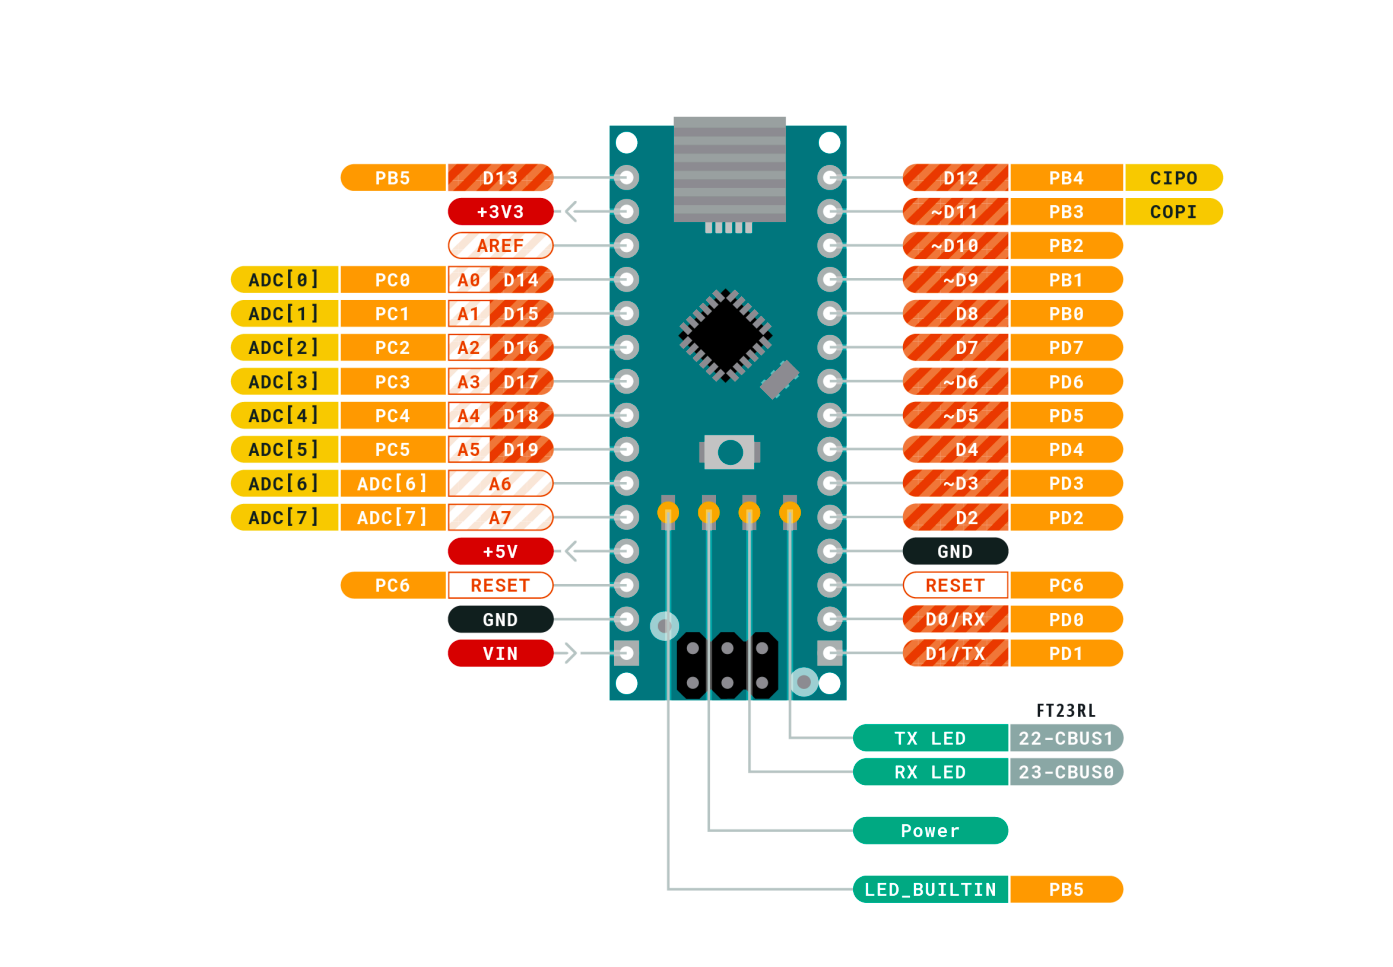 PB5 D13 D12 PB4 CIPO
+3V3 ~D11 PB3 COPI
AREF ~D10 PB2
ADC[0] PC0 A0 D14 ~D9 PB1
ADC[1] PC1 A1 D15 D8 PB0
ADC[2] PC2 A2 D16 D7 PD7
ADC[3] PC3 A3 D17 ~D6 PD6
ADC[4] PC4 A4 D18 ~D5 PD5
ADC[5] PC5 A5 D19 D4 PD4
ADC[6] ADC[6] A6 ~D3 PD3
ADC[7] ADC[7] A7 D2 PD2
+5V GND
PC6 RESET RESET PC6
GND D0/RX PD0
VIN D1/TX PD1
FT23RL
TX LED 22-CBUS1
RX LED 23-CBUS0
Power
LED_BUILTIN PB5